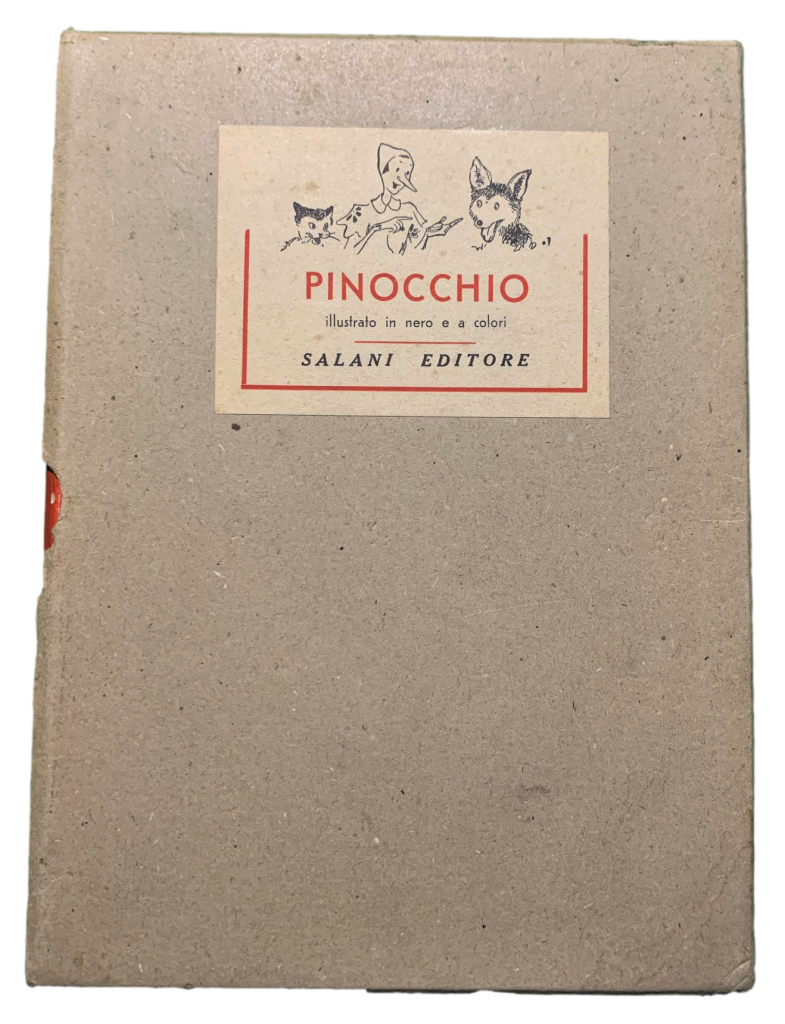 PINOCCHIO
illustrato in nero e a colori
SALANI EDITORE